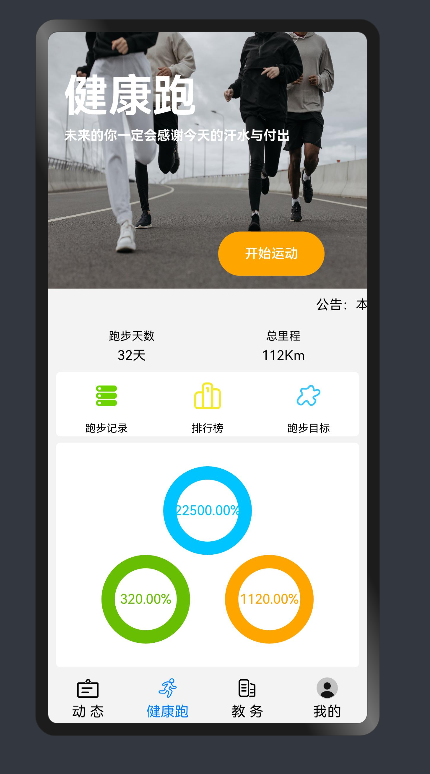 健康跑
未来的你一定会感谢今天的汗水与付出
开始运动
公告：本
跑步天数 总里程
32天 112Km
跑步记录 排行榜 跑步目标
22500.00%
320.00% 1120.00%
动 态 健康跑 教 务 我的